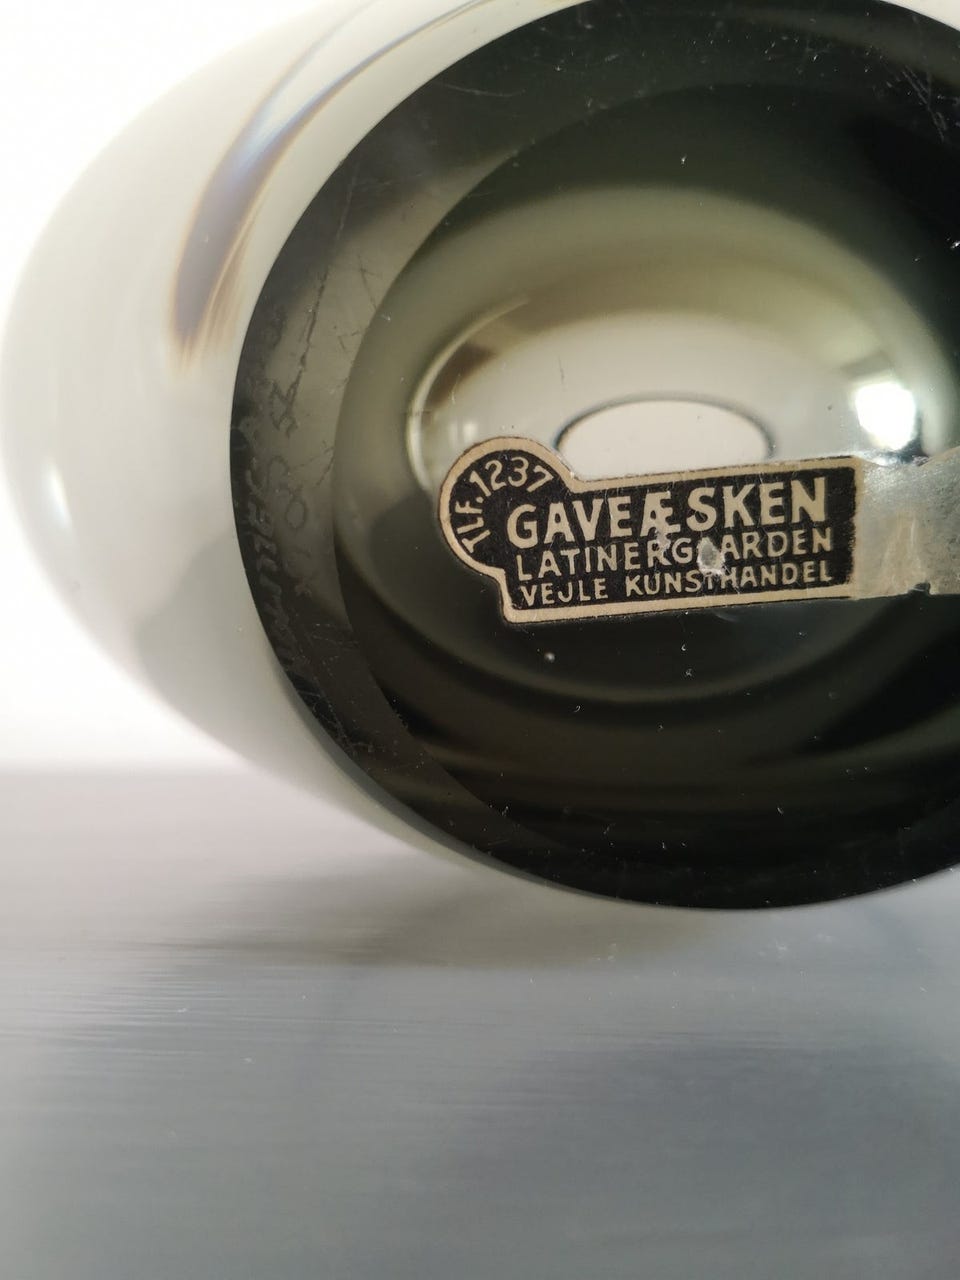 TLF. 1237
GAVEÆSKEN
LATINERGAARDEN
VEJLE KUNSTHANDEL